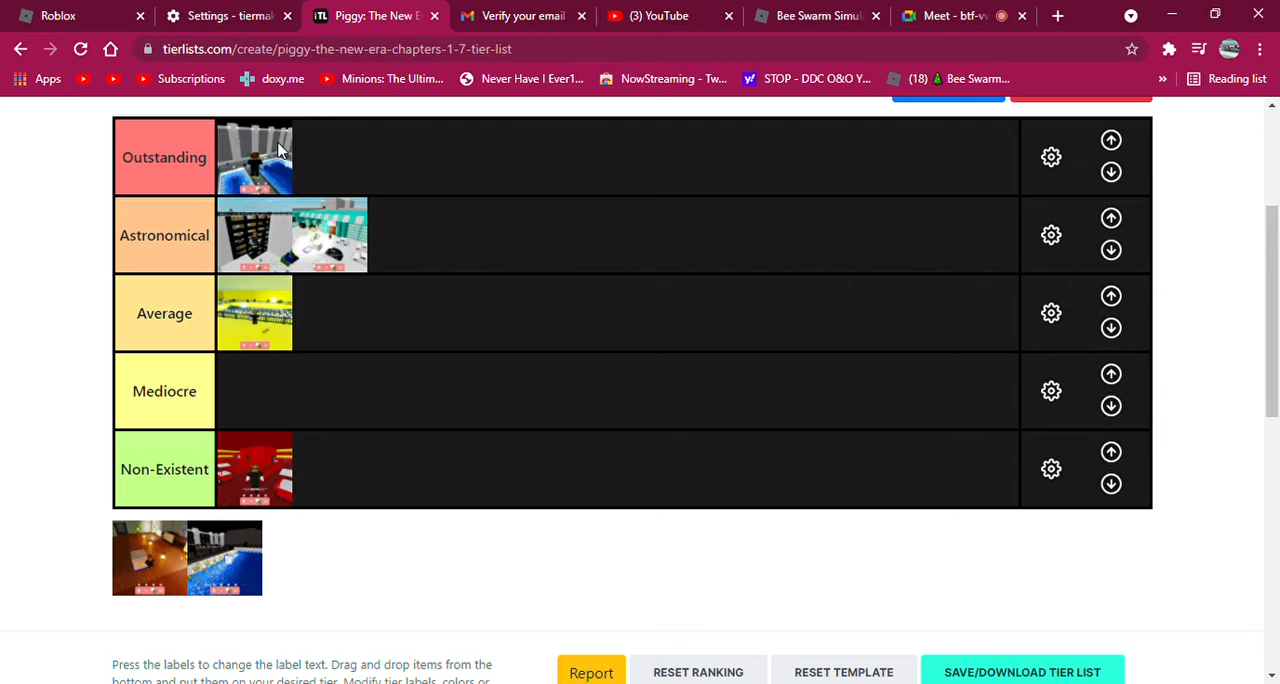 Roblox
Settings - tiermak
Piggy: The New E
Verify your email
(3) YouTube
Bee Swarm Simul
Meet - btf-vv
tierlists.com/create/piggy-the-new-era-chapters-1-7-tier-list
Apps
Subscriptions
doxy.me
Minions: The Ultim...
Never Have I Ever1...
NowStreaming - Tw...
STOP - DDC O&O Y...
(18) 🌲 Bee Swarm...
»
Reading list
Outstanding
Astronomical
Average
Mediocre
Non-Existent
Press the labels to change the label text. Drag and drop items from the
bottom and put them on your desired tier. Modify tier labels, colors or
Report
RESET RANKING
RESET TEMPLATE
SAVE/DOWNLOAD TIER LIST